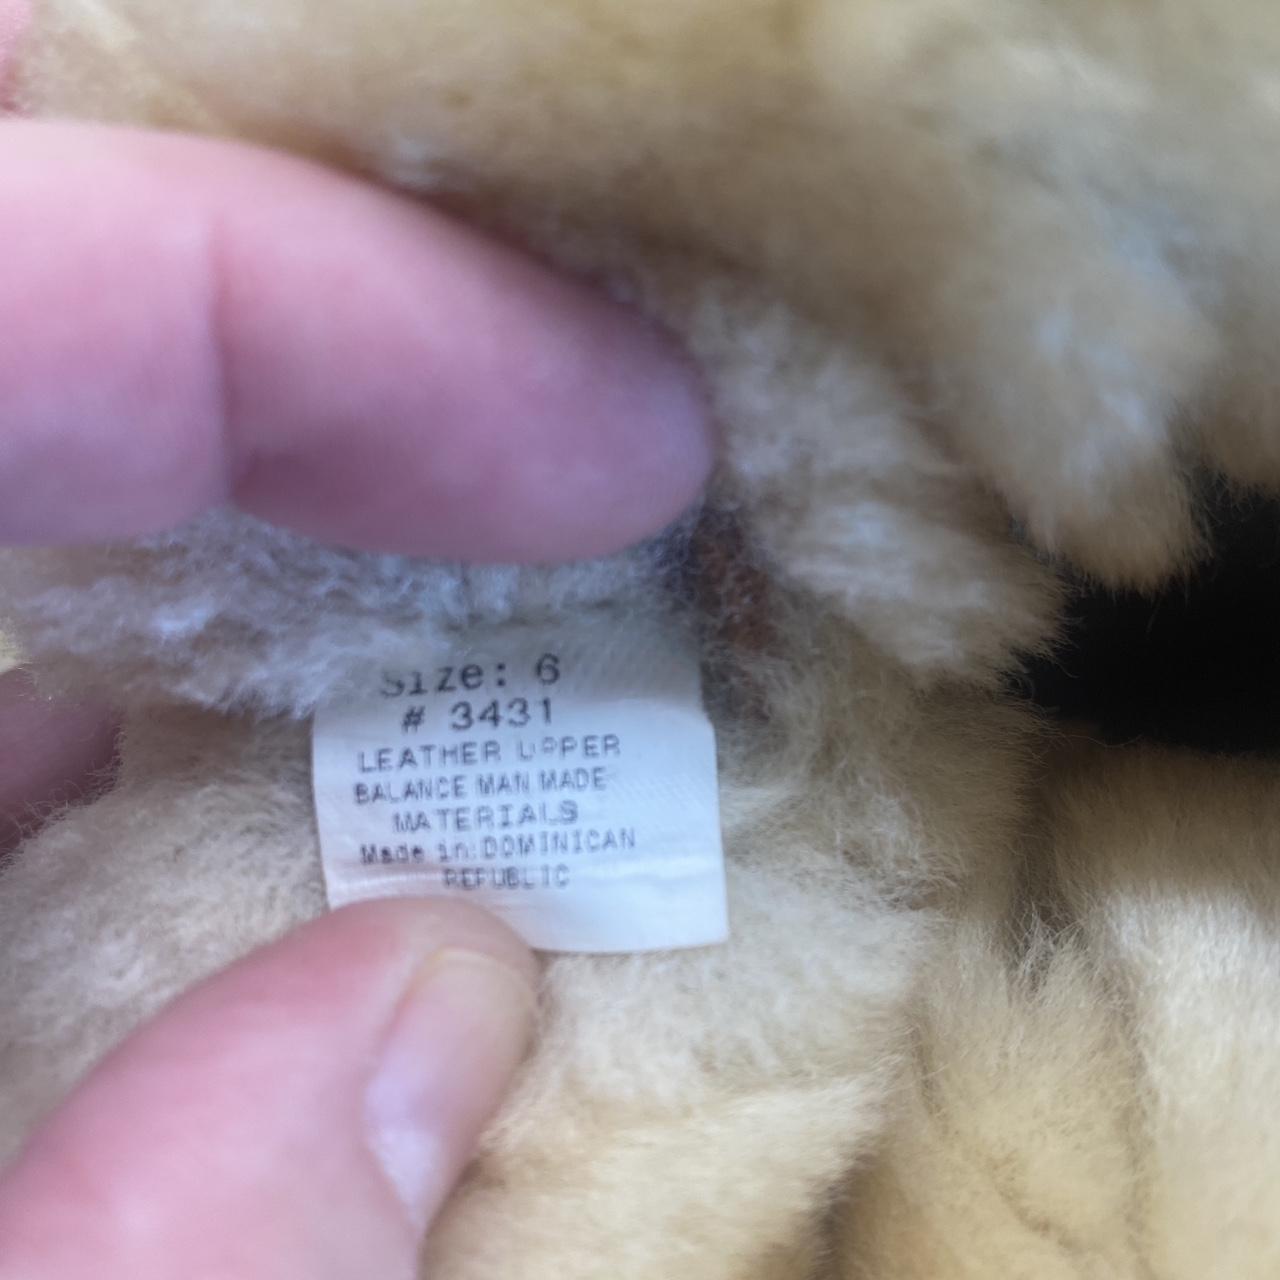 Size: 6
# 3431
LEATHER UPPER
BALANCE MAN MADE
MATERIALS
Made in:DOMINICAN
REPUBLIC